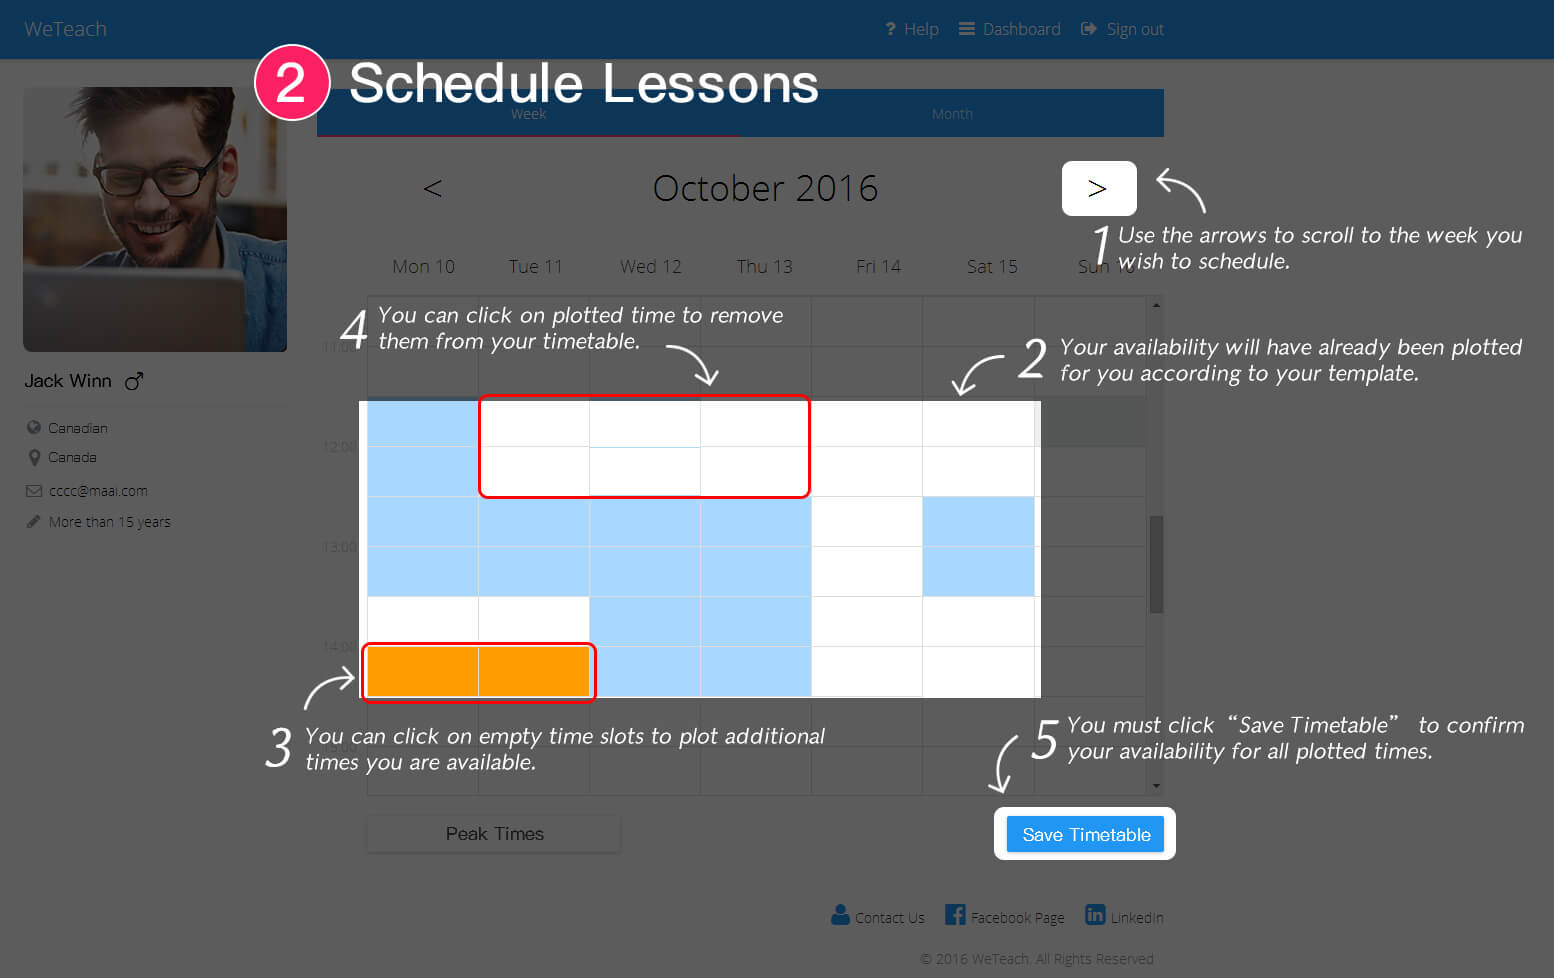 WeTeach
? Help
Dashboard
Sign out
2 Schedule Lessons
Week
Month
< October 2016 >
1 Use the arrows to scroll to the week you
wish to schedule.
Mon 10 Tue 11 Wed 12 Thu 13 Fri 14 Sat 15 Sun 16
4 You can click on plotted time to remove
them from your timetable.
2 Your availability will have already been plotted
for you according to your template.
11:00
12:00
13:00
14:00
15:00
3 You can click on empty time slots to plot additional
times you are available.
5 You must click “Save Timetable” to confirm
your availability for all plotted times.
Jack Winn
Canadian
Canada
cccc@maai.com
More than 15 years
Peak Times
Save Timetable
Contact Us
Facebook Page
Linkedin
© 2016 WeTeach. All Rights Reserved